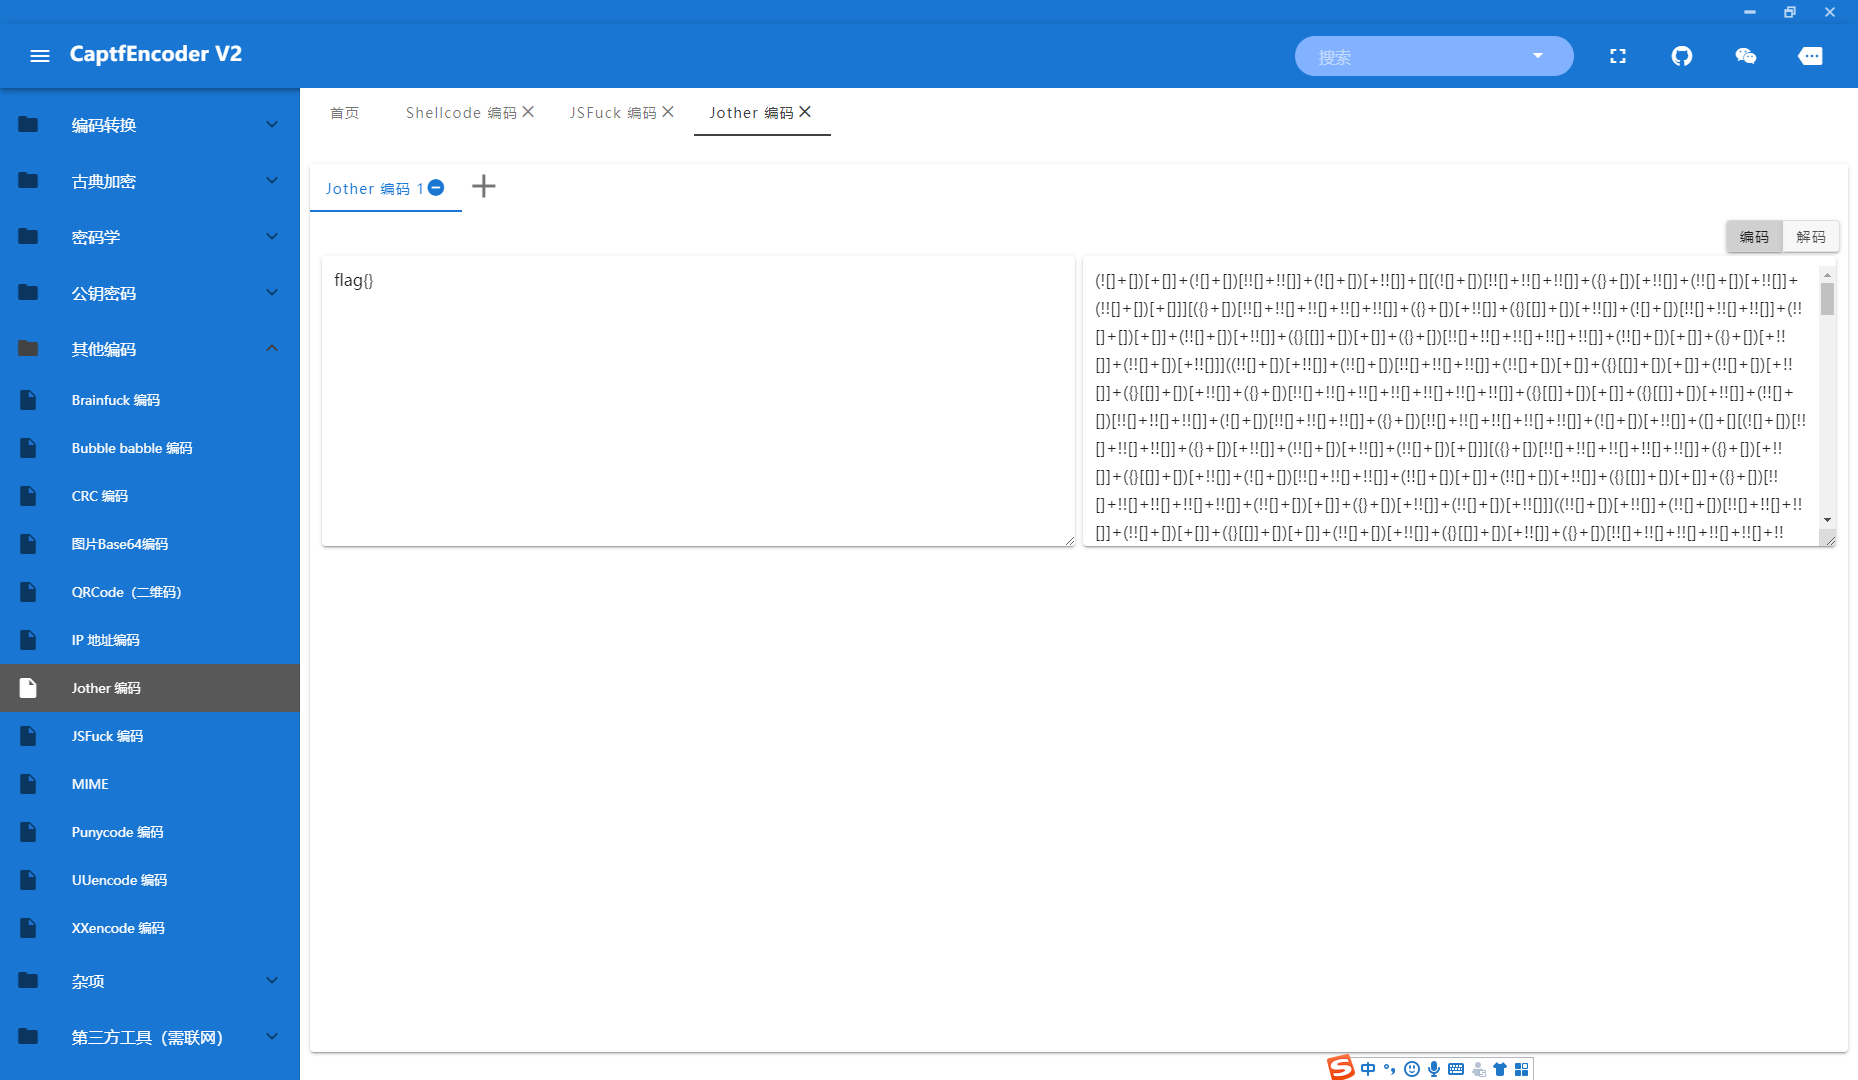 CaptfEncoder V2
搜索
编码转换
古典加密
密码学
公钥密码
其他编码
Brainfuck 编码
Bubble babble 编码
CRC 编码
图片Base64编码
QRCode（二维码）
IP 地址编码
Jother 编码
JSFuck 编码
MIME
Punycode 编码
UUencode 编码
XXencode 编码
杂项
第三方工具（需联网）
首页
Shellcode 编码
JSFuck 编码
Jother 编码
Jother 编码 1
编码
解码
flag{}
(![]+[])[+[]]+(![]+[])[!![]+!![]]+(![]+[])[+!![]]+[][(![]+[])[!![]+!![]+!![]]+({}+[])[+!![]]+(!![]+[])[+!![]]+
(!![]+[])[+[]]][({}+[])[!![]+!![]+!![]+!![]+!![]]+({}+[])[+!![]]+({}[[]]+[])[+!![]]+(![]+[])[!![]+!![]+!![]]+(!!
[]+[])[+[]]+(!![]+[])[+!![]]+({}[[]]+[])[+[]]+({}+[])[!![]+!![]+!![]+!![]+!![]]+(!![]+[])[+[]]+({}+[])[+!!
[]]+(!![]+[])[+!![]]]((!![]+[])[+!![]]+(!![]+[])[!![]+!![]+!![]]+(!![]+[])[+[]]+({}[[]]+[])[+[]]+(!![]+[])[+!!
[]]+({}[[]]+[])[+!![]]+({}+[])[!![]+!![]+!![]+!![]+!![]+!![]+!![]]+({}[[]]+[])[+[]]+({}[[]]+[])[+!![]]+(!![]+
[])[!![]+!![]+!![]]+(![]+[])[!![]+!![]+!![]]+({}+[])[!![]+!![]+!![]+!![]+!![]]+(![]+[])[+!![]]+([]+[][(![]+[])[!!
[]+!![]+!![]]+({}+[])[+!![]]+(!![]+[])[+!![]]+(!![]+[])[+[]]][({}+[])[!![]+!![]+!![]+!![]+!![]]+({}+[])[+!!
[]]+({}[[]]+[])[+!![]]+(![]+[])[!![]+!![]+!![]]+(!![]+[])[+[]]+(!![]+[])[+!![]]+({}[[]]+[])[+[]]+({}+[])[!!
[]+!![]+!![]+!![]+!![]]+(!![]+[])[+[]]+({}+[])[+!![]]+(!![]+[])[+!![]]]((!![]+[])[+!![]]+(!![]+[])[!![]+!![]+!!
[]]+(!![]+[])[+[]]+({}[[]]+[])[+[]]+(!![]+[])[+!![]]+({}[[]]+[])[+!![]]+({}+[])[!![]+!![]+!![]+!![]+!![]+!!
中